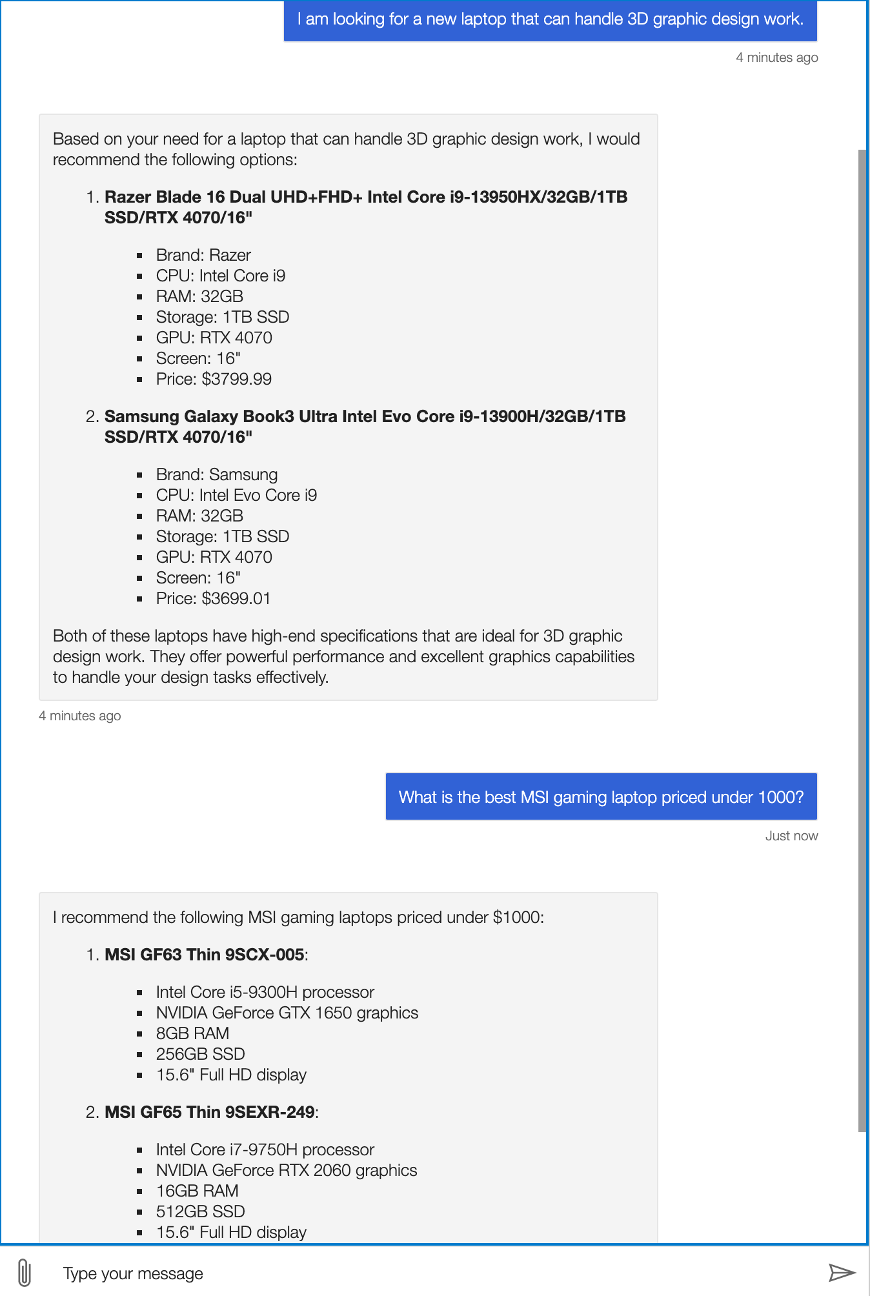 I am looking for a new laptop that can handle 3D graphic design work.
4 minutes ago
Based on your need for a laptop that can handle 3D graphic design work, I would
recommend the following options:
1. Razer Blade 16 Dual UHD+FHD+ Intel Core i9-13950HX/32GB/1TB
SSD/RTX 4070/16"
▪ Brand: Razer
▪ CPU: Intel Core i9
▪ RAM: 32GB
▪ Storage: 1TB SSD
▪ GPU: RTX 4070
▪ Screen: 16"
▪ Price: $3799.99
2. Samsung Galaxy Book3 Ultra Intel Evo Core i9-13900H/32GB/1TB
SSD/RTX 4070/16"
▪ Brand: Samsung
▪ CPU: Intel Evo Core i9
▪ RAM: 32GB
▪ Storage: 1TB SSD
▪ GPU: RTX 4070
▪ Screen: 16"
▪ Price: $3699.01
Both of these laptops have high-end specifications that are ideal for 3D graphic
design work. They offer powerful performance and excellent graphics capabilities
to handle your design tasks effectively.
4 minutes ago
What is the best MSI gaming laptop priced under 1000?
Just now
I recommend the following MSI gaming laptops priced under $1000:
1. MSI GF63 Thin 9SCX-005:
▪ Intel Core i5-9300H processor
▪ NVIDIA GeForce GTX 1650 graphics
▪ 8GB RAM
▪ 256GB SSD
▪ 15.6" Full HD display
2. MSI GF65 Thin 9SEXR-249:
▪ Intel Core i7-9750H processor
▪ NVIDIA GeForce RTX 2060 graphics
▪ 16GB RAM
▪ 512GB SSD
▪ 15.6" Full HD display
Type your message